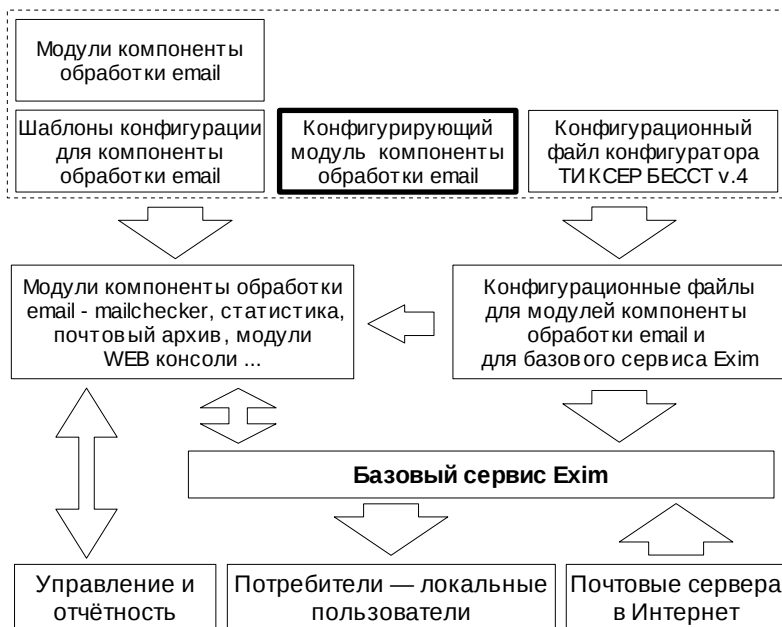 Модули компоненты
обработки email
Шаблоны конфигурации
для компоненты
обработки email
Конфигурирующий
модуль компоненты
обработки email
Конфигурационный
файл конфигуратора
ТИКСЕР БЕССТ v.4
Модули компоненты обработки
email - mailchecker, статистика,
почтовый архив, модули
WEB консоли ...
Конфигурационные файлы
для модулей компоненты
обработки email и
для базового сервиса Exim
Базовый сервис Exim
Управление и
отчётность
Потребители — локальные
пользователи
Почтовые сервера
в Интернет